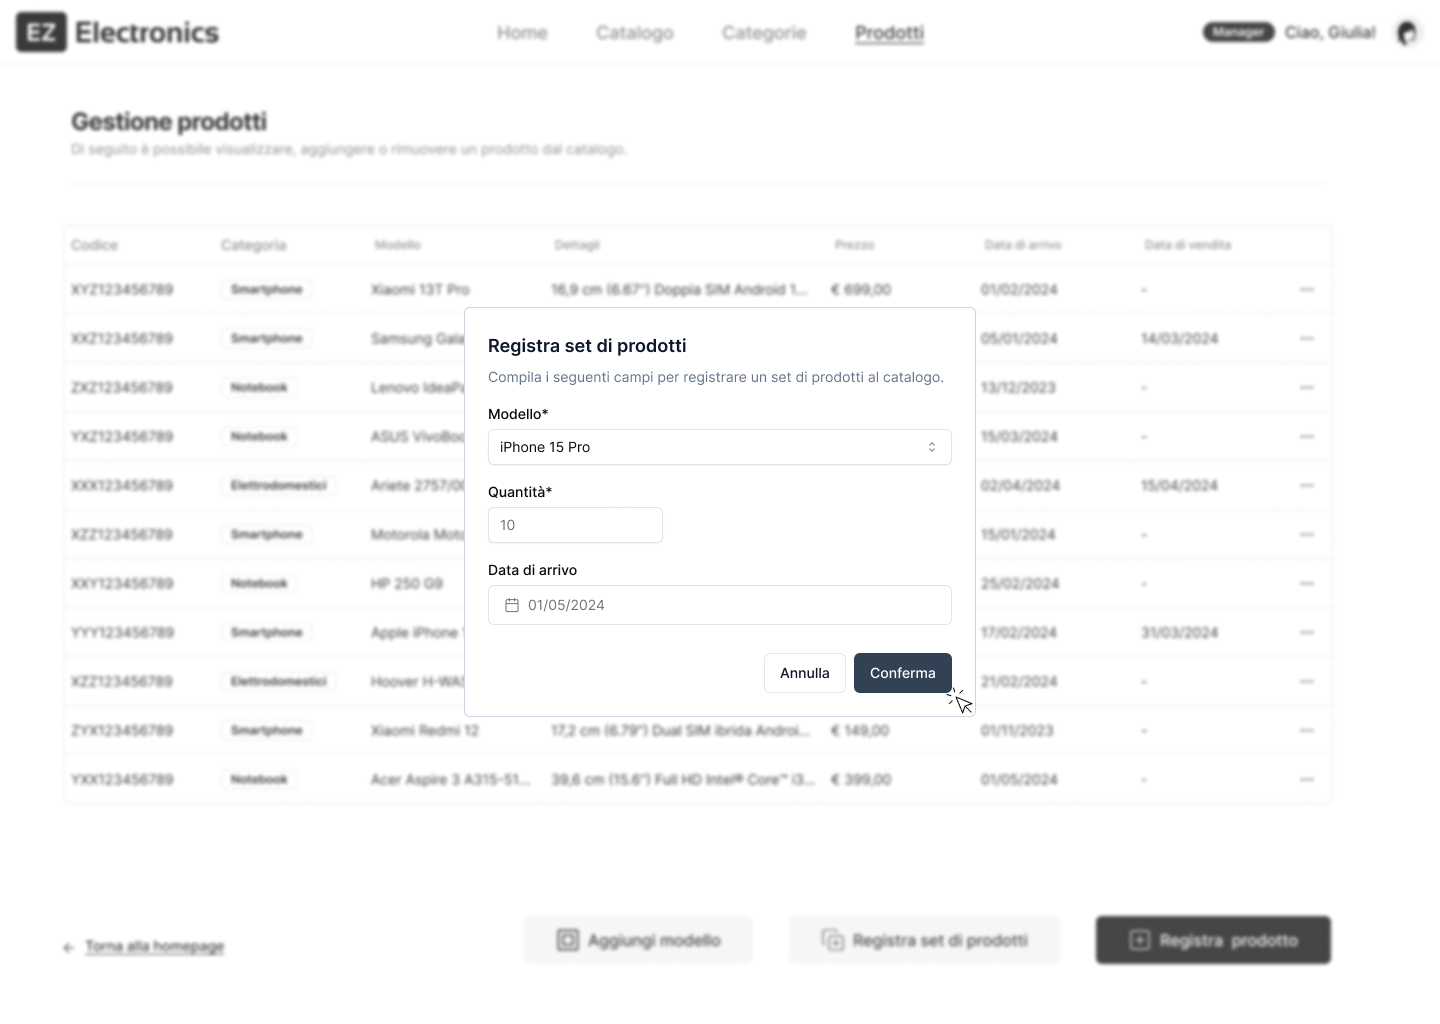 EZ Electronics
Home Catalogo Categorie Prodotti
Manager Ciao, Giulia!
Gestione prodotti
Di seguito è possibile visualizzare, aggiungere o rimuovere un prodotto dal catalogo.
Codice Categoria Modello Dettagli Prezzo Data di arrivo Data di vendita
XYZ123456789 Smartphone Xiaomi 13T Pro 16,9 cm (6.67") Doppia SIM Android 1... € 699,00 01/02/2024 - ...
XXZ123456789 Smartphone Samsung Gala 05/01/2024 14/03/2024 ...
ZXZ123456789 Notebook Lenovo IdeaPa 13/12/2023 - ...
YXZ123456789 Notebook ASUS VivoBoo 15/03/2024 - ...
XXX123456789 Elettrodomestici Ariete 2757/00 02/04/2024 15/04/2024 ...
XZZ123456789 Smartphone Motorola Moto 15/01/2024 - ...
XXY123456789 Notebook HP 250 G9 25/02/2024 - ...
YYY123456789 Smartphone Apple iPhone 17/02/2024 31/03/2024 ...
XZZ123456789 Elettrodomestici Hoover H-WAS 21/02/2024 - ...
ZYX123456789 Smartphone Xiaomi Redmi 12 17,2 cm (6.79") Dual SIM ibrida Androi... € 149,00 01/11/2023 - ...
YXX123456789 Notebook Acer Aspire 3 A315-51... 39,6 cm (15.6") Full HD Intel® Core™ i3... € 399,00 01/05/2024 - ...
Registra set di prodotti
Compila i seguenti campi per registrare un set di prodotti al catalogo.
Modello*
iPhone 15 Pro
Quantità*
10
Data di arrivo
01/05/2024
Annulla Conferma
← Torna alla homepage Aggiungi modello Registra set di prodotti Registra prodotto